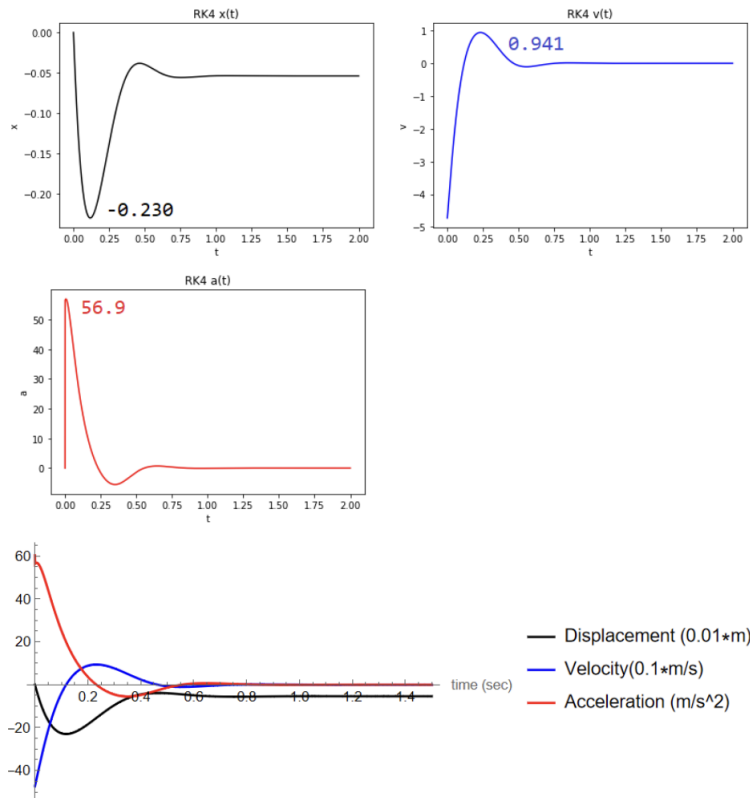 RK4 x(t)
0.00
-0.05
-0.10
-0.15
-0.20
x
-0.230
0.00 0.25 0.50 0.75 1.00 1.25 1.50 1.75 2.00
t
RK4 v(t)
1
0
-1
-2
-3
-4
-5
v
0.941
0.00 0.25 0.50 0.75 1.00 1.25 1.50 1.75 2.00
t
RK4 a(t)
50
40
30
20
10
0
a
56.9
0.00 0.25 0.50 0.75 1.00 1.25 1.50 1.75 2.00
t
60
40
20
0
-20
-40
0.2 0.4 0.6 0.8 1.0 1.2 1.4
time (sec)
Displacement (0.01*m)
Velocity(0.1*m/s)
Acceleration (m/s^2)